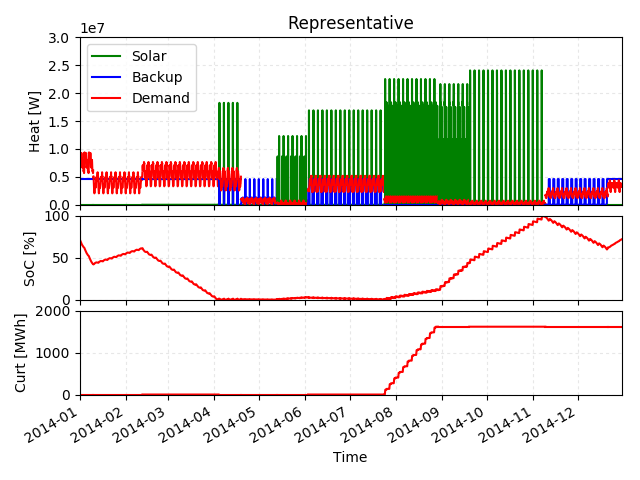 Representative
1e7
3.0
2.5
2.0
1.5
1.0
0.5
0.0
Heat [W]
Solar
Backup
Demand
100
50
0
SoC [%]
2000
1000
0
Curt [MWh]
2014-01
2014-02
2014-03
2014-04
2014-05
2014-06
2014-07
2014-08
2014-09
2014-10
2014-11
2014-12
Time